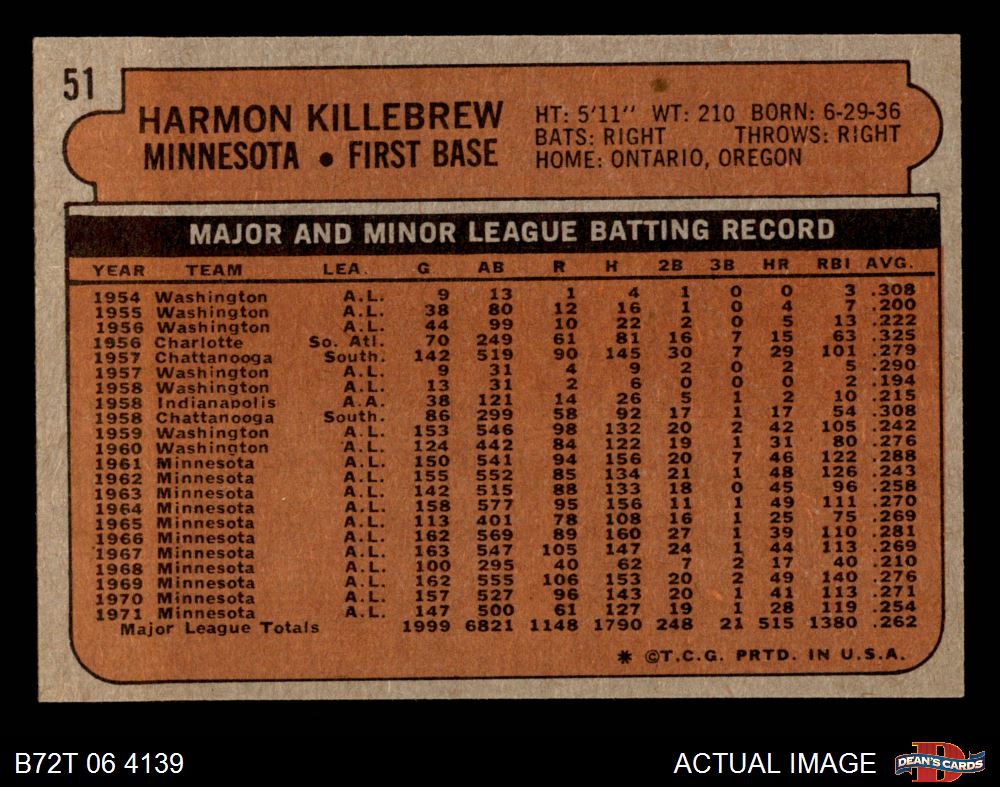 51
HARMON KILLEBREW
MINNESOTA • FIRST BASE
HT: 5'11" WT: 210 BORN: 6-29-36
BATS: RIGHT THROWS: RIGHT
HOME: ONTARIO, OREGON
MAJOR AND MINOR LEAGUE BATTING RECORD
YEAR TEAM LEA. G AB R H 2B 3B HR RBI AVG.
1954 Washington A.L. 9 13 1 4 1 0 0 3 .308
1955 Washington A.L. 38 80 12 16 1 0 4 7 .200
1956 Washington A.L. 44 99 10 22 2 0 5 13 .222
1956 Charlotte So. Atl. 70 249 61 81 16 7 15 63 .325
1957 Chattanooga South. 142 519 90 145 30 7 29 101 .279
1957 Washington A.L. 9 31 4 9 2 0 2 5 .290
1958 Washington A.L. 13 31 2 6 0 0 0 2 .194
1958 Indianapolis A.A. 38 121 14 26 5 1 2 10 .215
1958 Chattanooga South. 86 299 58 92 17 1 17 54 .308
1959 Washington A.L. 153 546 98 132 20 2 42 105 .242
1960 Washington A.L. 124 442 84 122 19 1 31 80 .276
1961 Minnesota A.L. 150 541 94 156 20 7 46 122 .288
1962 Minnesota A.L. 155 552 85 134 21 1 48 126 .243
1963 Minnesota A.L. 142 515 88 133 18 0 45 96 .258
1964 Minnesota A.L. 158 577 95 156 11 1 49 111 .270
1965 Minnesota A.L. 113 401 78 108 16 1 25 75 .269
1966 Minnesota A.L. 162 569 89 160 27 1 39 110 .281
1967 Minnesota A.L. 163 547 105 147 24 1 44 113 .269
1968 Minnesota A.L. 100 295 40 62 7 2 17 40 .210
1969 Minnesota A.L. 162 555 106 153 20 2 49 140 .276
1970 Minnesota A.L. 157 527 96 143 20 1 41 113 .271
1971 Minnesota A.L. 147 500 61 127 19 1 28 119 .254
Major League Totals 1999 6821 1148 1790 248 21 515 1380 .262
* ©T.C.G. PRTD. IN U.S.A.
B72T 06 4139
ACTUAL IMAGE
D
DEAN'S CARDS